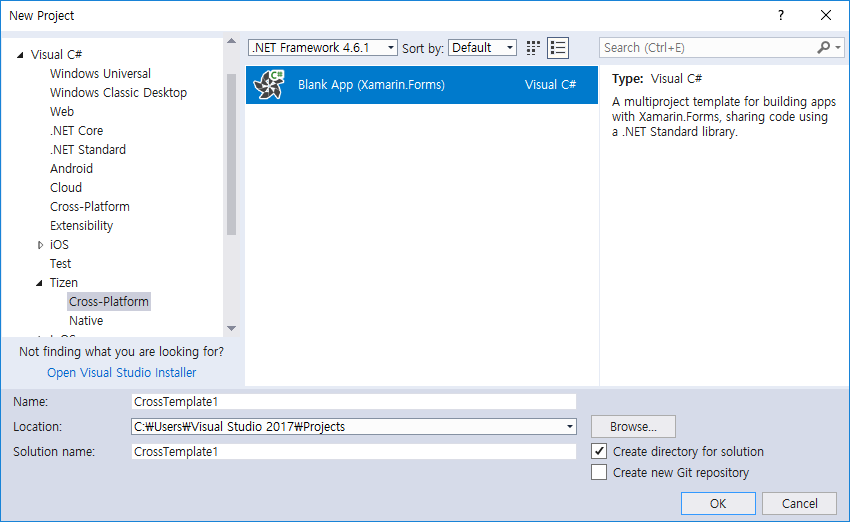 New Project
?
Visual C#
Windows Universal
Windows Classic Desktop
Web
.NET Core
.NET Standard
Android
Cloud
Cross-Platform
Extensibility
iOS
Test
Tizen
Cross-Platform
Native
Not finding what you are looking for?
Open Visual Studio Installer
.NET Framework 4.6.1 Sort by: Default
C# Blank App (Xamarin.Forms) Visual C#
Search (Ctrl+E)
Type: Visual C#
A multiproject template for building apps
with Xamarin.Forms, sharing code using
a .NET Standard library.
Name: CrossTemplate1
Location: C:₩Users₩Visual Studio 2017₩Projects Browse...
Solution name: CrossTemplate1
Create directory for solution
Create new Git repository
OK Cancel